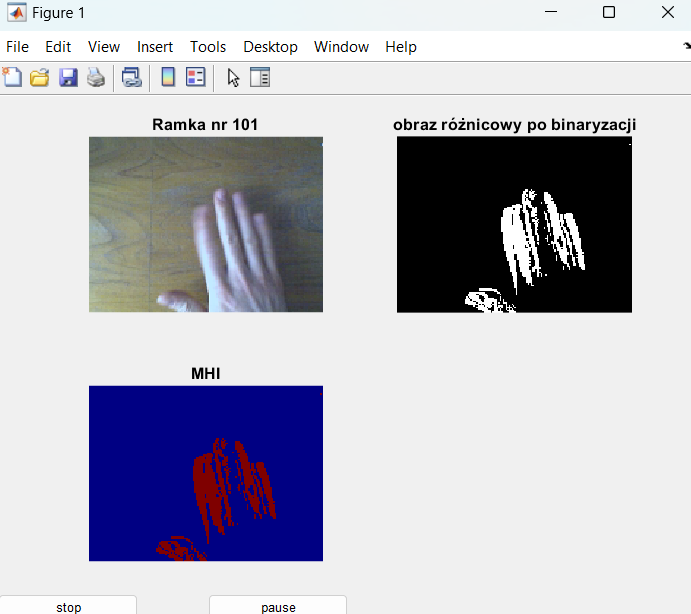 Figure 1
File Edit View Insert Tools Desktop Window Help
Ramka nr 101
obraz różnicowy po binaryzacji
MHI
stop
pause